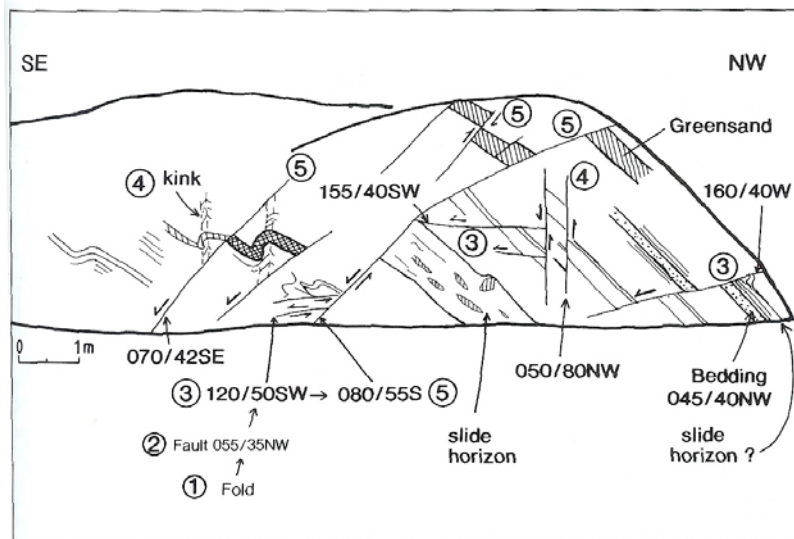 SE
NW
⑤
⑤
Greensand
④ kink
⑤
155/40SW
④
160/40W
③
③
0 1m
070/42SE
050/80NW
Bedding
045/40NW
③ 120/50SW → 080/55S ⑤
② Fault 055/35NW
① Fold
slide
horizon
slide
horizon ?